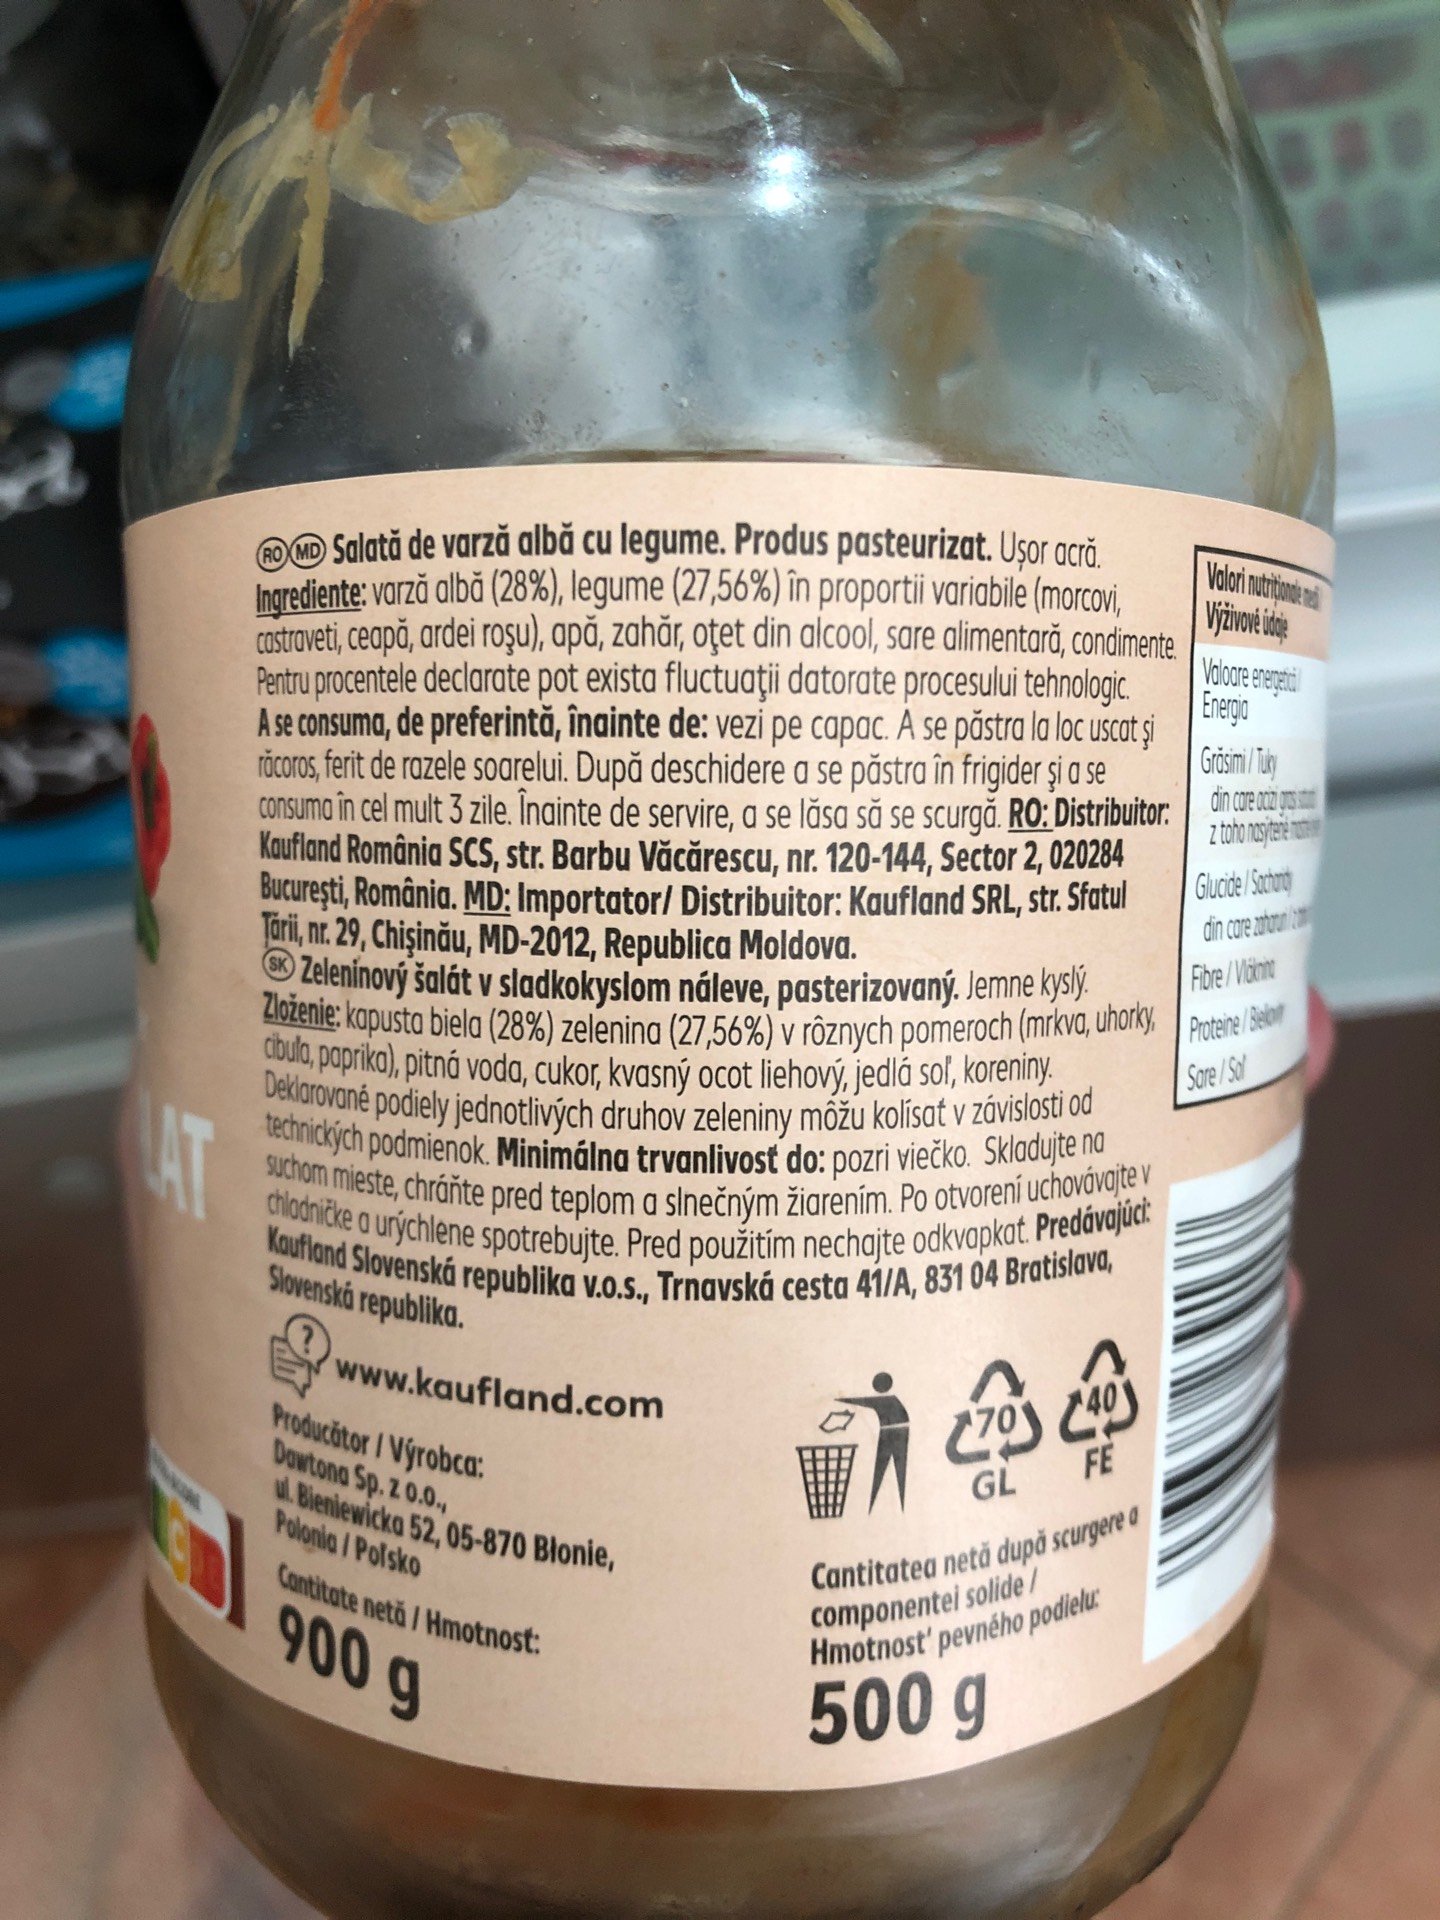 RO MD Salată de varză albă cu legume. Produs pasteurizat. Ușor acră.
Ingrediente: varză albă (28%), legume (27,56%) în proportii variabile (morcovi,
castraveti, ceapă, ardei roșu), apă, zahăr, oțet din alcool, sare alimentară, condimente.
Pentru procentele declarate pot exista fluctuații datorate procesului tehnologic.
A se consuma, de preferintă, înainte de: vezi pe capac. A se păstra la loc uscat și
răcoros, ferit de razele soarelui. După deschidere a se păstra în frigider și a se
consuma în cel mult 3 zile. Înainte de servire, a se lăsa să se scurgă. RO: Distribuitor:
Kaufland România SCS, str. Barbu Văcărescu, nr. 120-144, Sector 2, 020284
București, România. MD: Importator/ Distribuitor: Kaufland SRL, str. Sfatul
Țării, nr. 29, Chișinău, MD-2012, Republica Moldova.
SK Zeleninový šalát v sladkokyslom náleve, pasterizovaný. Jemne kyslý.
Zloženie: kapusta biela (28%) zelenina (27,56%) v rôznych pomeroch (mrkva, uhorky,
cibuľa, paprika), pitná voda, cukor, kvasný ocot liehový, jedlá soľ, koreniny.
Deklarované podiely jednotlivých druhov zeleniny môžu kolísať v závislosti od
technických podmienok. Minimálna trvanlivosť do: pozri viečko. Skladujte na
suchom mieste, chráňte pred teplom a slnečným žiarením. Po otvorení uchovávajte v
chladničke a urýchlene spotrebujte. Pred použitím nechajte odkvapkať. Predávajúci:
Kaufland Slovenská republika v.o.s., Trnavská cesta 41/A, 831 04 Bratislava,
Slovenská republika.
?
www.kaufland.com
Producător / Výrobca:
Dawtona Sp. z o.o.,
ul. Bieniewicka 52, 05-870 Błonie,
Polonia / Poľsko
Cantitate netă / Hmotnosť:
900 g
70
GL
40
FE
Cantitatea netă după scurgere a
componentei solide /
Hmotnosť pevného podielu:
500 g
Valori nutriționale medii
Výživové údaje
Valoare energetică /
Energia
Grăsimi / Tuky
din care acizi grași
z toho nasýtené
Glucide / Sacharidy
din care zaharuri
Fibre / Vláknina
Proteine / Bielkoviny
Sare / Soľ
LAT
C